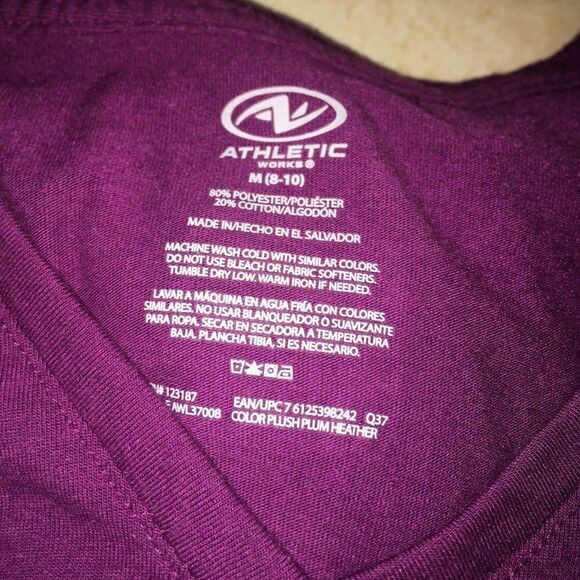 ATHLETIC
WORKS®
M (8-10)
80% POLYESTER/POLIÉSTER
20% COTTON/ALGODÓN
MADE IN/HECHO EN EL SALVADOR
MACHINE WASH COLD WITH SIMILAR COLORS.
DO NOT USE BLEACH OR FABRIC SOFTENERS.
TUMBLE DRY LOW. WARM IRON IF NEEDED.
LAVAR A MÁQUINA EN AGUA FRÍA CON COLORES
SIMILARES. NO USAR BLANQUEADOR O SUAVIZANTE
PARA ROPA. SECAR EN SECADORA A TEMPERATURA
BAJA. PLANCHA TIBIA, SI ES NECESARIO.
123187
AWL37008
EAN/UPC 7 6125398242 Q37
COLOR PLUSH PLUM HEATHER